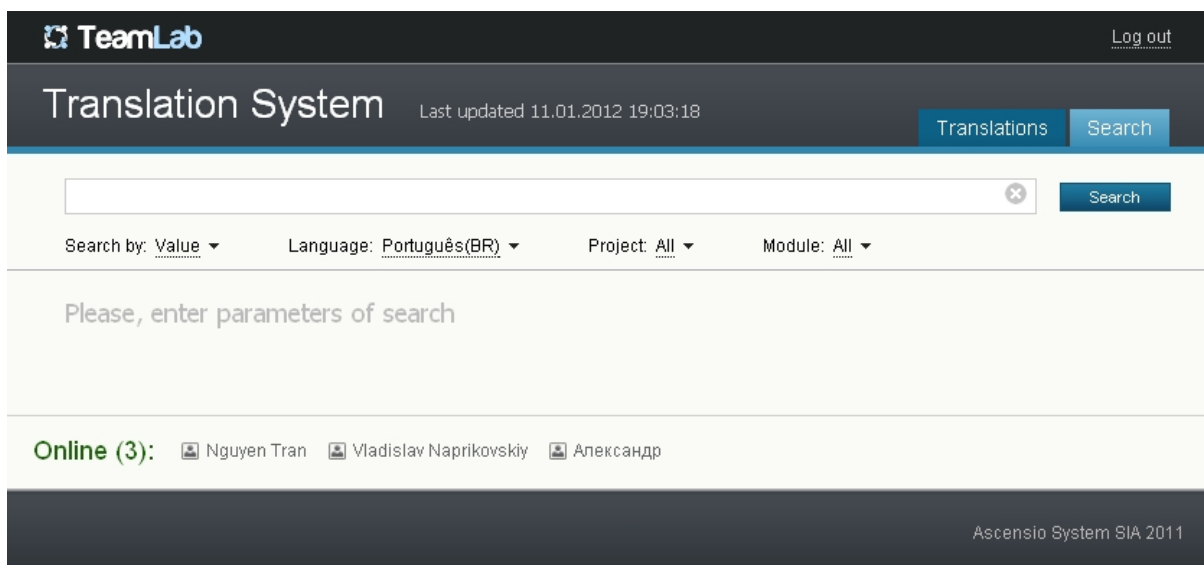 TeamLab
Log out
Translation System
Last updated 11.01.2012 19:03:18
Translations
Search
Search
Search by: Value
Language: Português(BR)
Project: All
Module: All
Please, enter parameters of search
Online (3):
Nguyen Tran
Vladislav Naprikovskiy
Александр
Ascensio System SIA 2011